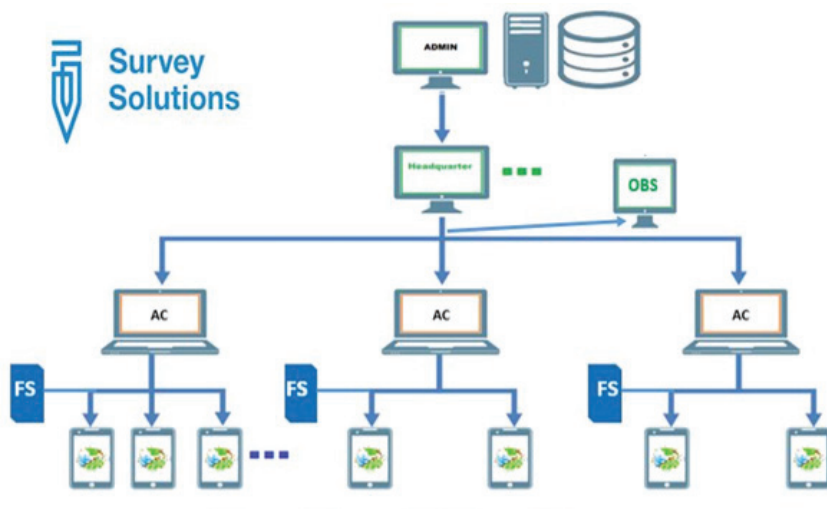 Survey
Solutions
ADMIN
Headquarter
OBS
AC
AC
AC
FS
FS
FS